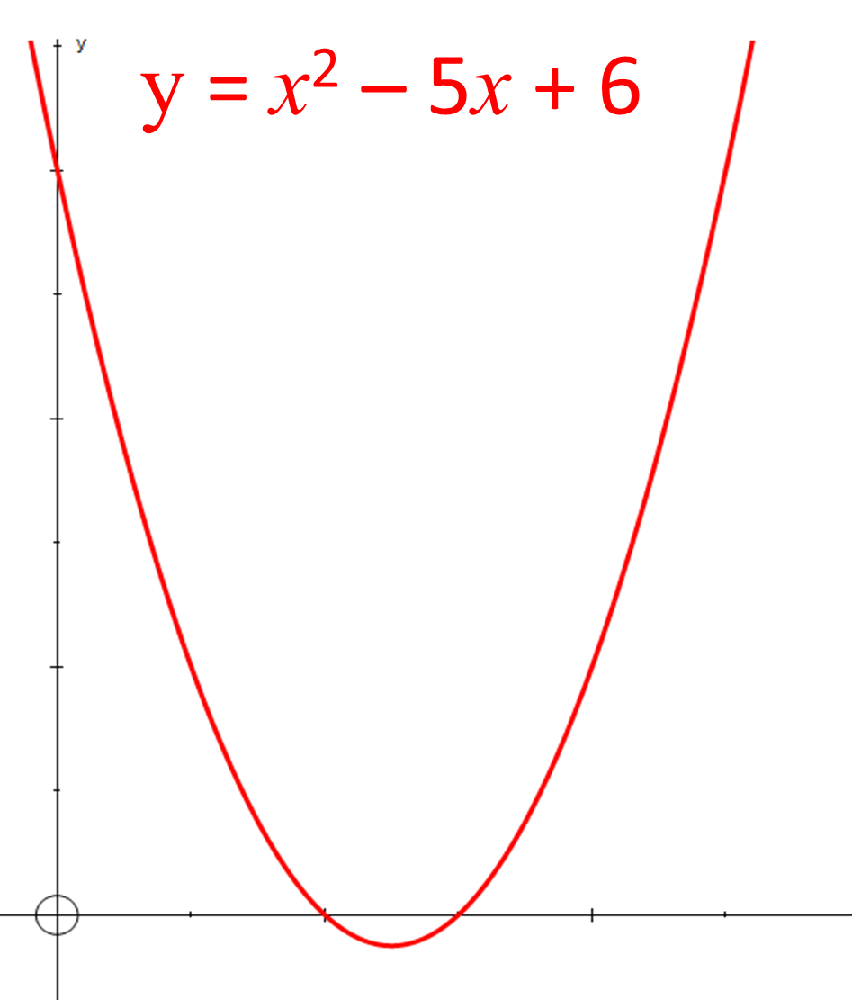 y
y = x² – 5x + 6